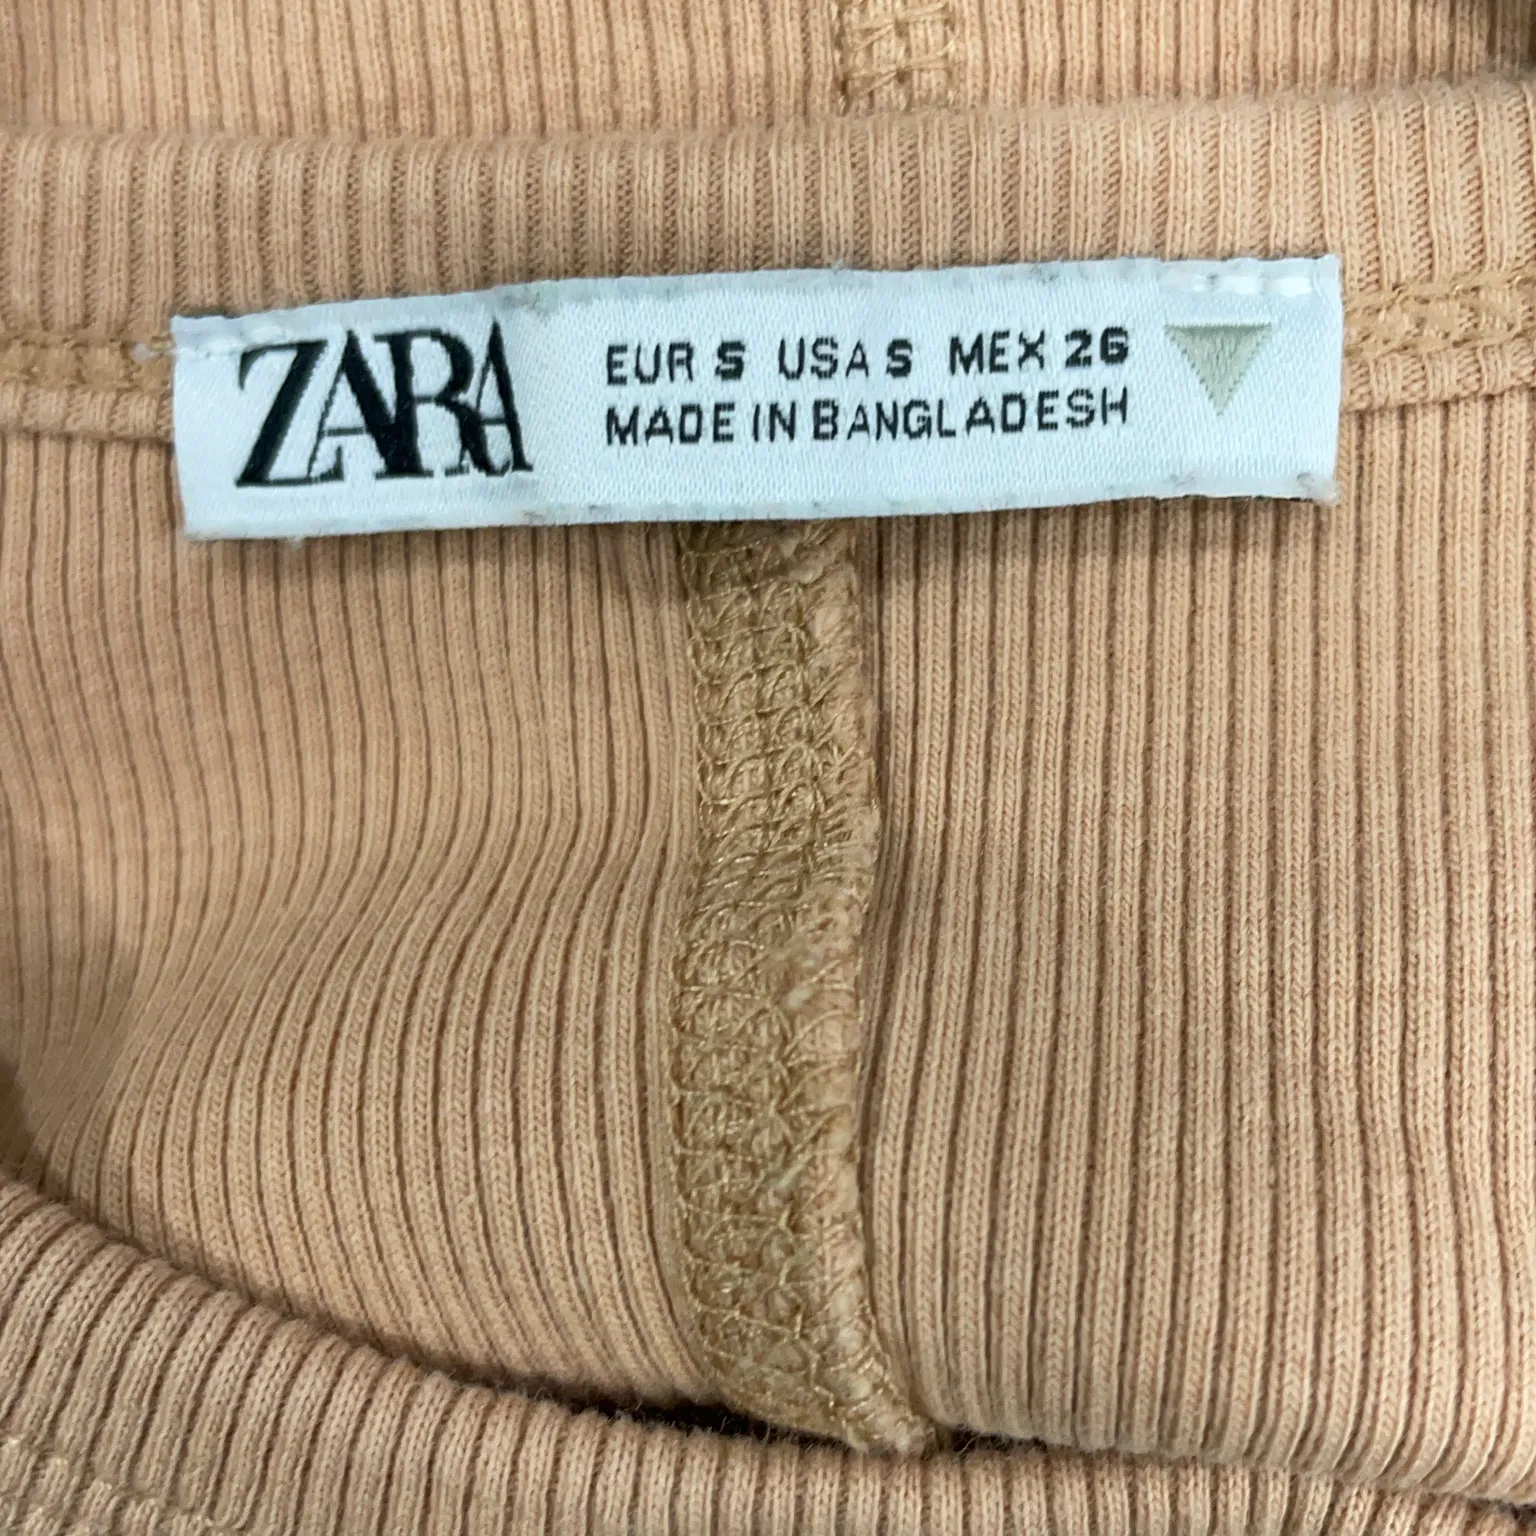 ZARA
EUR S USA S MEX 26
MADE IN BANGLADESH